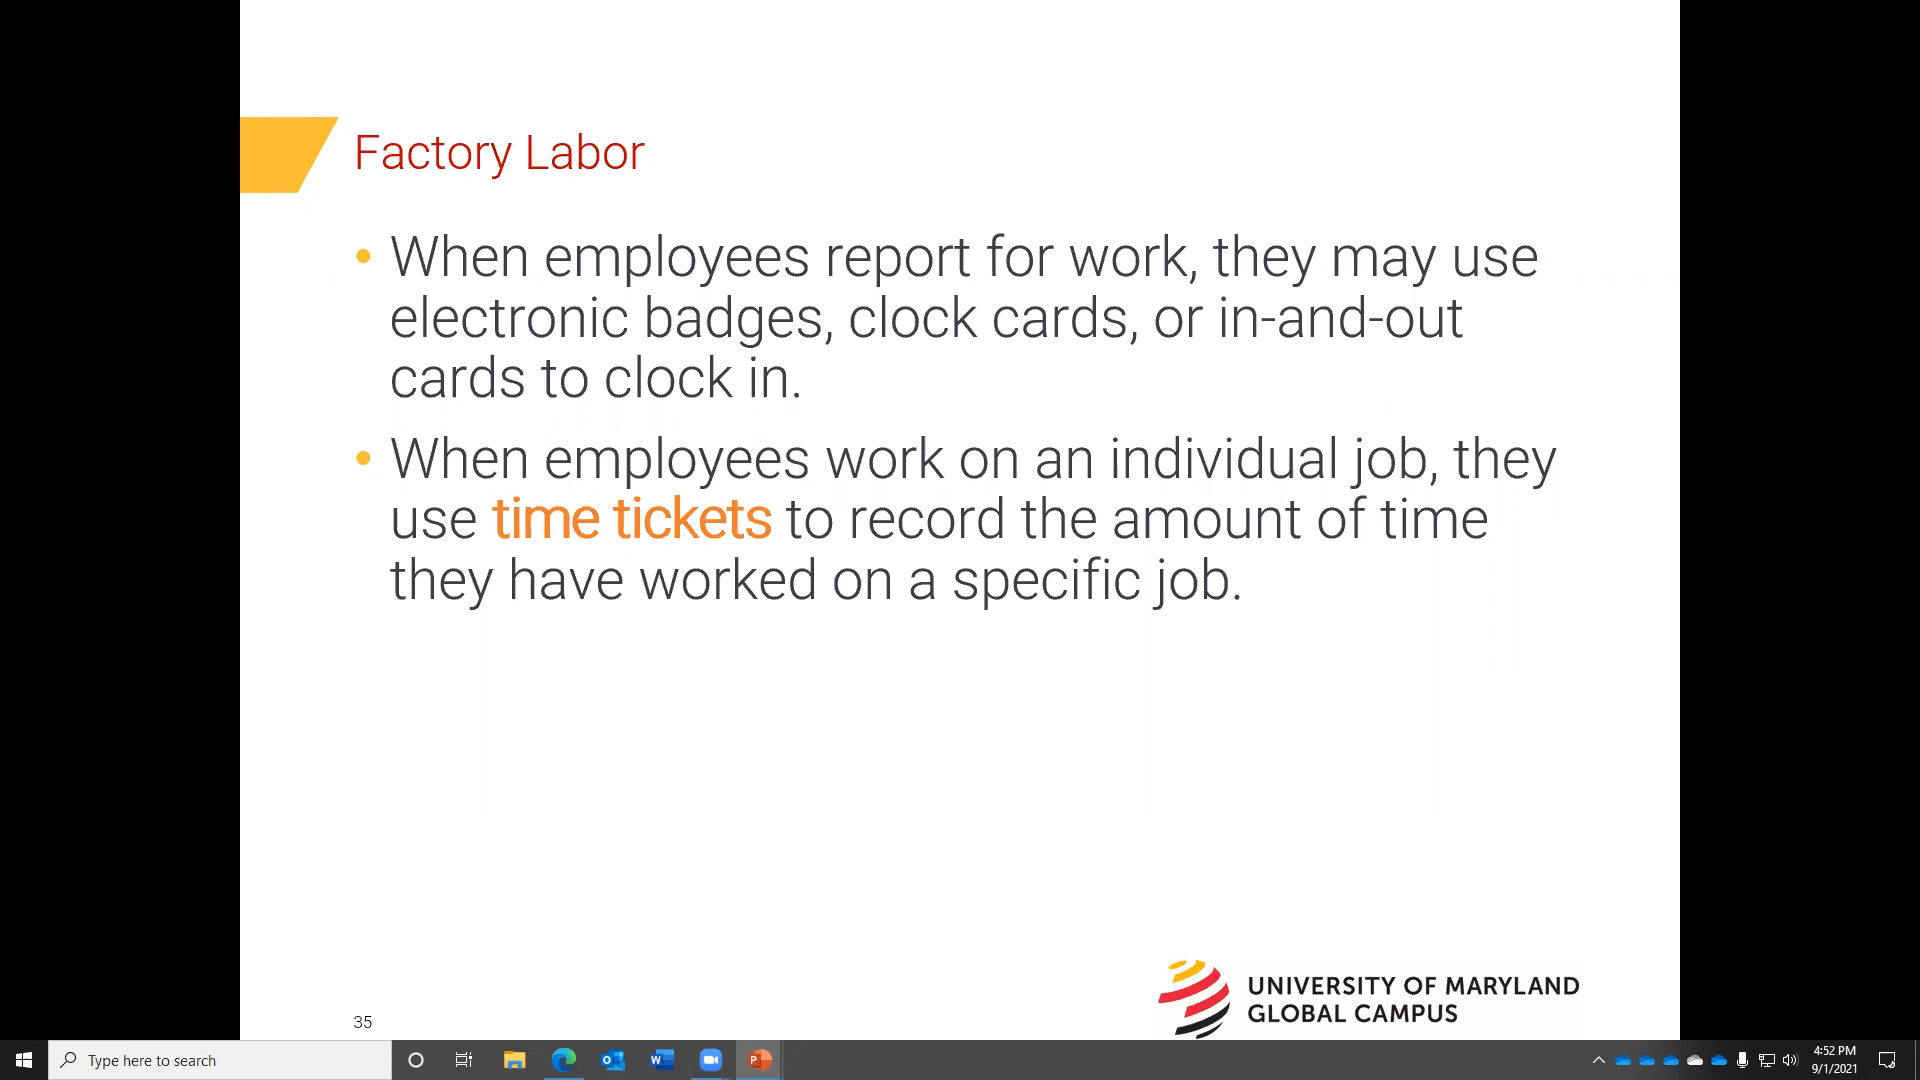 Factory Labor
• When employees report for work, they may use
electronic badges, clock cards, or in-and-out
cards to clock in.
• When employees work on an individual job, they
use time tickets to record the amount of time
they have worked on a specific job.
UNIVERSITY OF MARYLAND
GLOBAL CAMPUS
35
Type here to search
4:52 PM
9/1/2021